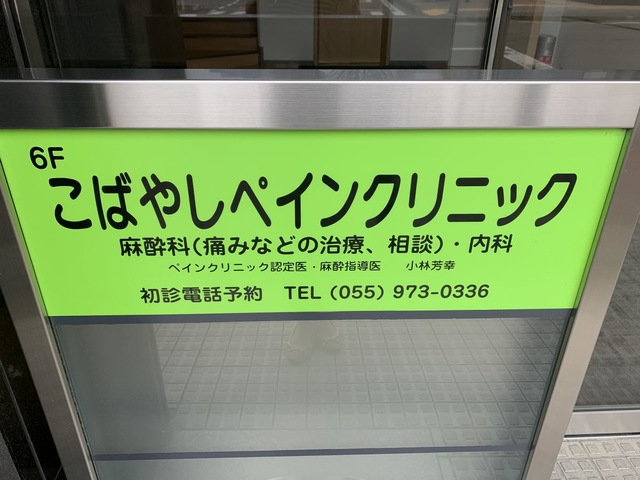 6F
こばやしペインクリニック
麻酔科(痛みなどの治療、相談)・内科
ペインクリニック認定医・麻酔指導医 小林芳幸
初診電話予約 TEL (055) 973-0336